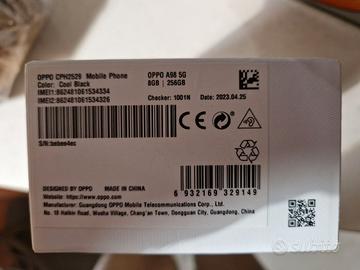 OPPO CPH2529 Mobile Phone
Color: Cool Black
IMEI1:862481061534334
IMEI2:862481061534326
OPPO A98 5G
8GB | 256GB
Checker: 1001N
Date: 2023.04.25
S/N:bebee4ec
DESIGNED BY OPPO
MADE IN CHINA
https://www.oppo.com
Manufacturer: Guangdong OPPO Mobile Telecommunications Corp., Ltd.
No. 18 Haibin Road, Wusha Village, Chang'an Town, Dongguan City, Guangdong, China
6 932169 329149
subito